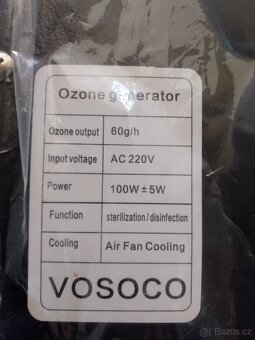 Ozone generator
Ozone output 60g/h
Input voltage AC 220V
Power 100W ± 5W
Function sterilization / disinfection
Cooling Air Fan Cooling
VOSOCO
©Bazoš.cz